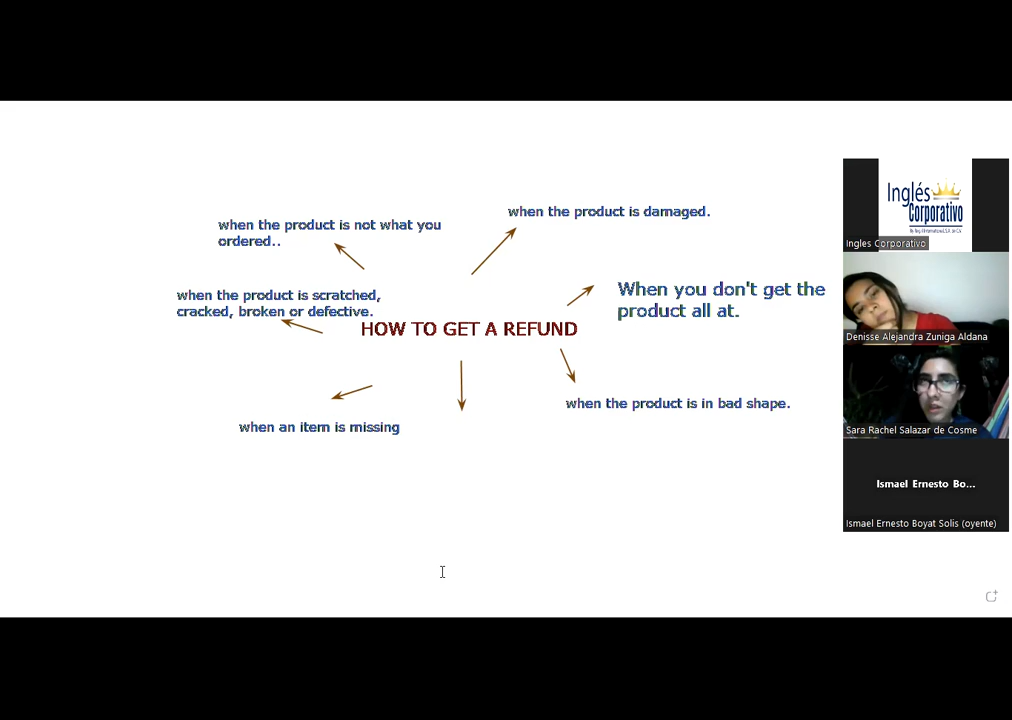 when the product is not what you
ordered..
when the product is damaged.
when the product is scratched,
cracked, broken or defective.
When you don't get the
product all at.
HOW TO GET A REFUND
when an item is missing
when the product is in bad shape.
Inglés
Corporativo
Ingles Corporativo
Denisse Alejandra Zuniga Aldana
Sara Rachel Salazar de Cosme
Ismael Ernesto Bo...
Ismael Ernesto Boyat Solis (oyente)